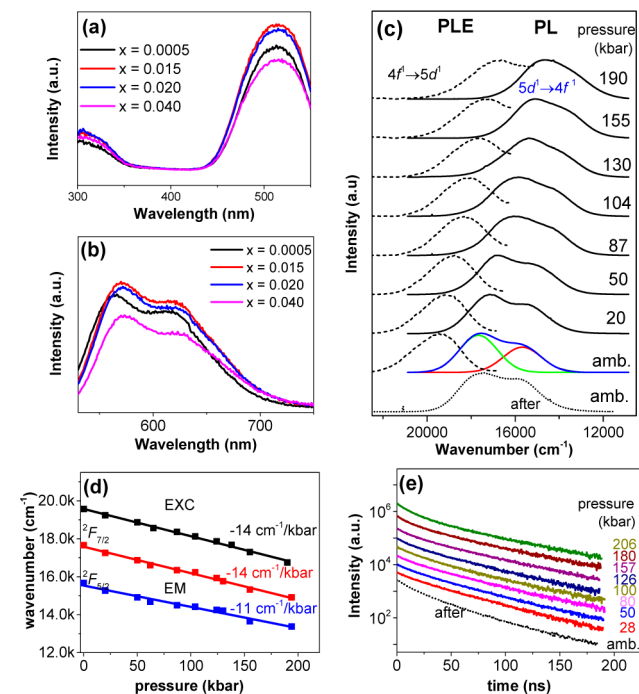 (a)
x = 0.0005
x = 0.015
x = 0.020
x = 0.040
Intensity (a.u.)
300 400 500
Wavelength (nm)
(b)
x = 0.0005
x = 0.015
x = 0.020
x = 0.040
Intensity (a.u.)
600 700
Wavelength (nm)
(c) PLE PL pressure
(kbar)
4f¹→5d¹
5d¹→4f¹
190
155
130
104
87
50
20
amb.
amb.
after
Intensity (a.u)
20000 16000 12000
Wavenumber (cm⁻¹)
(d)
EXC
-14 cm⁻¹/kbar
²F₇/₂
-14 cm⁻¹/kbar
²F₅/₂
EM
-11 cm⁻¹/kbar
wavenumber (cm⁻¹)
20.0k
18.0k
16.0k
14.0k
12.0k
0 50 100 150 200
pressure (kbar)
(e)
pressure
(kbar)
206
180
157
126
100
80
50
28
amb.
after
Intensity (a.u.)
10⁶
10⁴
10²
0 50 100 150 200
time (ns)